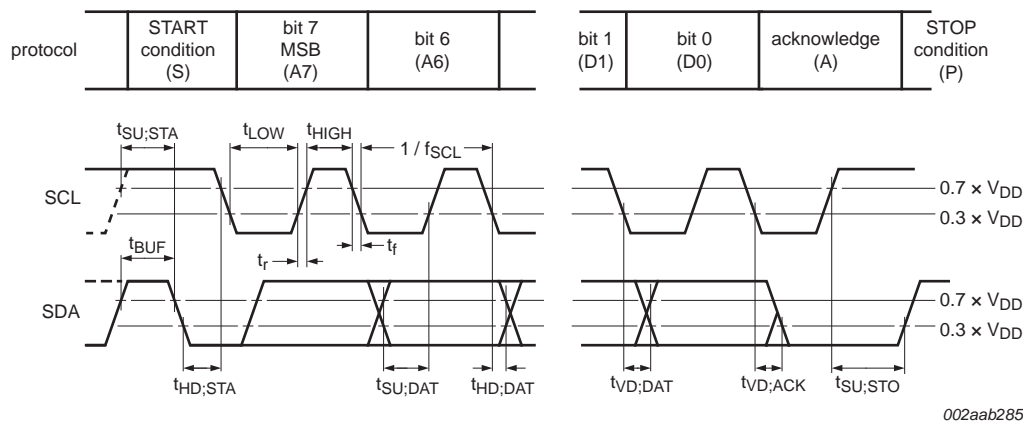 protocol
START
condition
(S)
bit 7
MSB
(A7)
bit 6
(A6)
bit 1
(D1)
bit 0
(D0)
acknowledge
(A)
STOP
condition
(P)
tSU;STA
tLOW
tHIGH
1 / fSCL
SCL
0.7 × VDD
0.3 × VDD
tBUF
tr
tf
SDA
0.7 × VDD
0.3 × VDD
tHD;STA
tSU;DAT
tHD;DAT
tVD;DAT
tVD;ACK
tSU;STO
002aab285